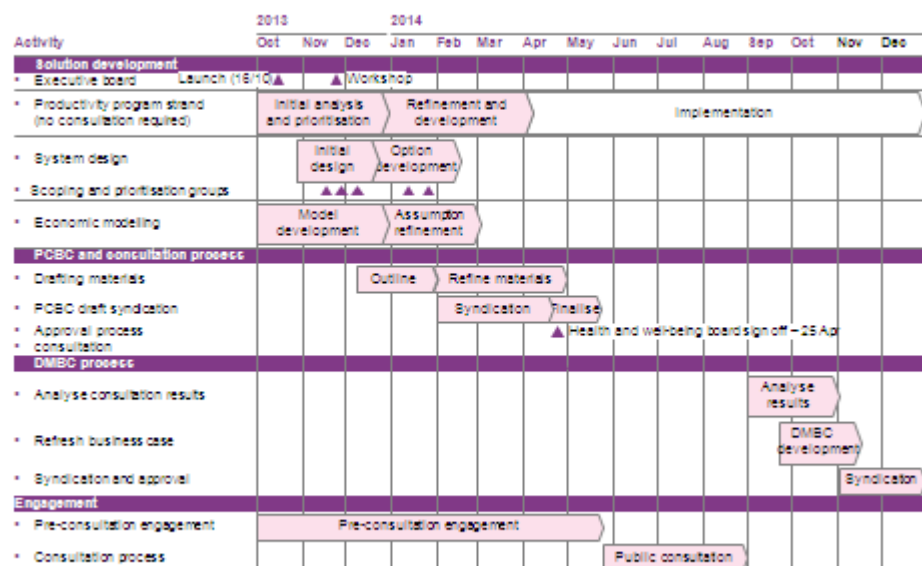 2013 2014
Activity Oct Nov Dec Jan Feb Mar Apr May Jun Jul Aug Sep Oct Nov Dec
Solution development
• Executive board Launch (16/10) Workshop
• Productivity program strand Initial analysis Refinement and Implementation
(no consultation required) and prioritisation development
• System design Initial Option
design development
• Scoping and prioritisation groups
• Economic modelling Model Assumpton
development refinement
PCBC and consultation process
• Drafting materials Outline Refine materials
• PCBC draft syndication Syndication Finalise
• Approval process Health and well-being board sign off – 25 Apr
• consultation
DMBC process
• Analyse consultation results Analyse
results
• Refresh business case DMBC
development
• Syndication and approval Syndication
Engagement
• Pre-consultation engagement Pre-consultation engagement
• Consultation process Public consultation